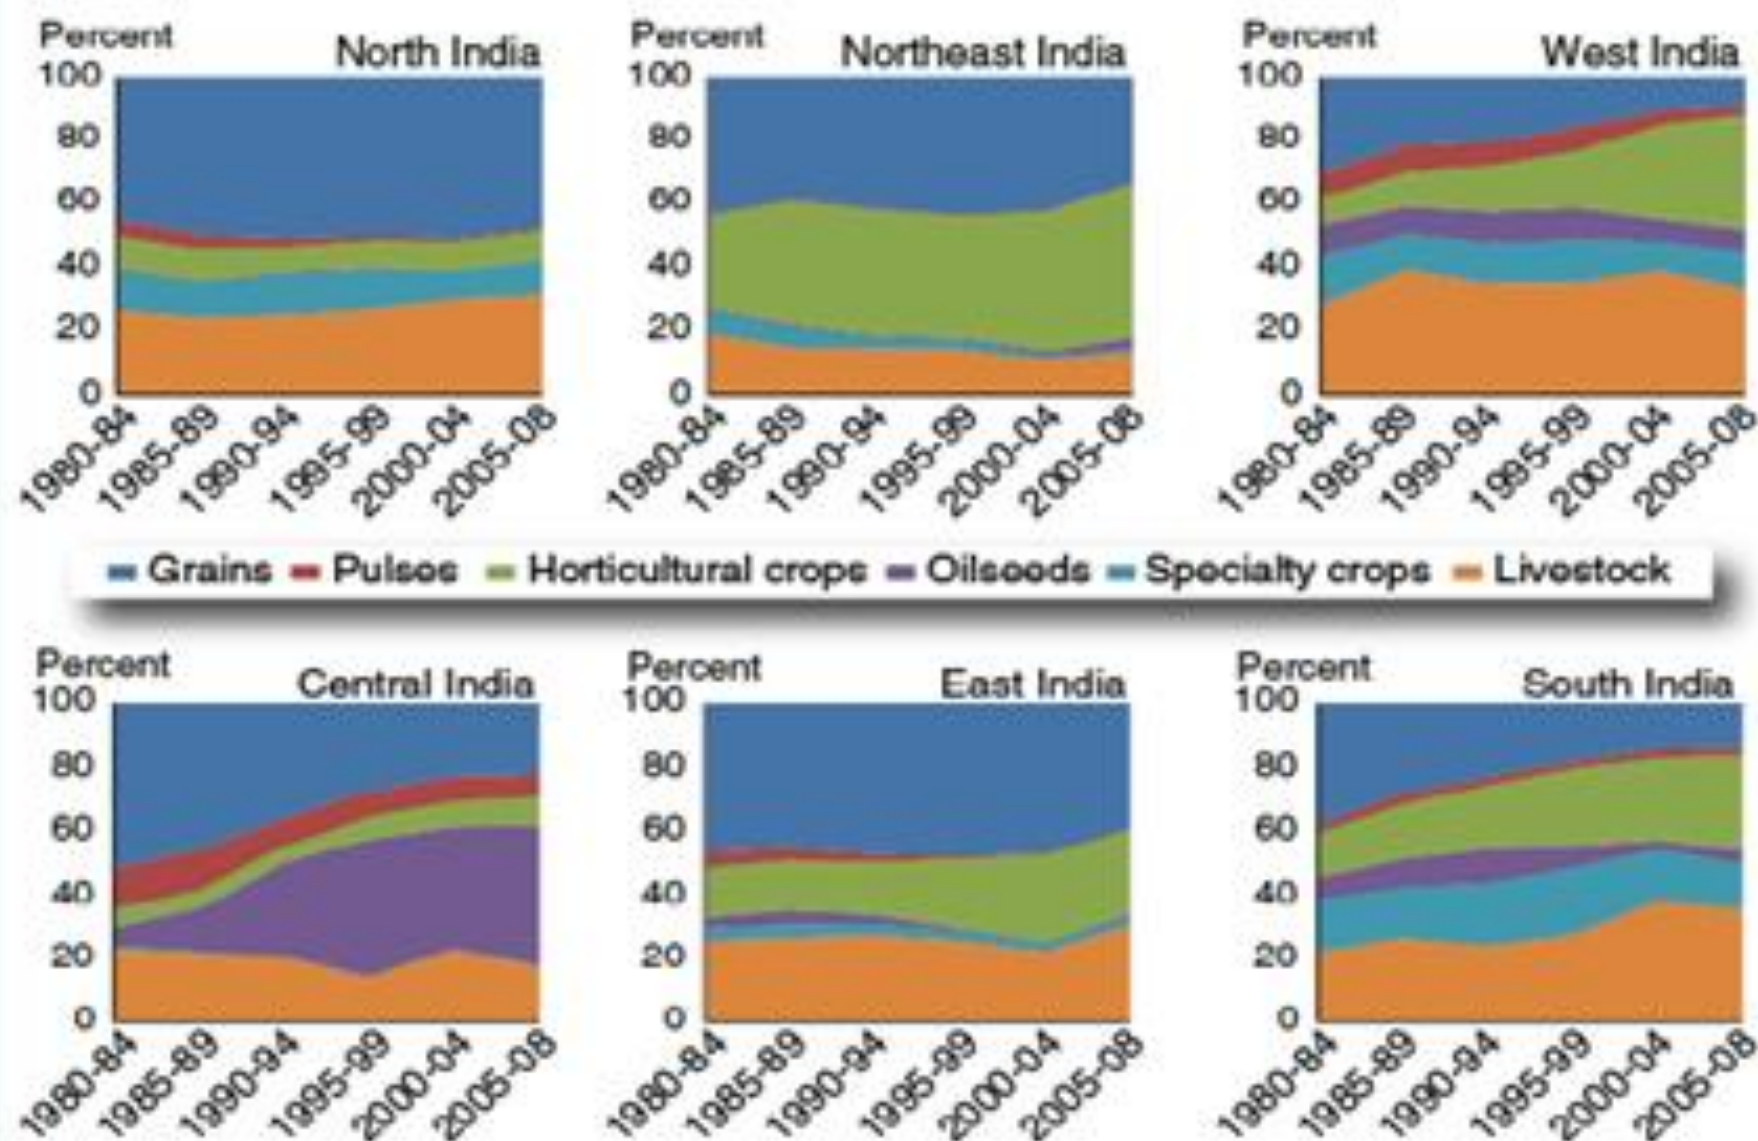 Percent
North India
100
80
60
40
20
0
1980-84 1985-89 1990-94 1995-99 2000-04 2005-08
Percent
Northeast India
100
80
60
40
20
0
1980-84 1985-89 1990-94 1995-99 2000-04 2005-08
Percent
West India
100
80
60
40
20
0
1980-84 1985-89 1990-94 1995-99 2000-04 2005-08
Grains Pulses Horticultural crops Oilseeds Specialty crops Livestock
Percent
Central India
100
80
60
40
20
0
1980-84 1985-89 1990-94 1995-99 2000-04 2005-08
Percent
East India
100
80
60
40
20
0
1980-84 1985-89 1990-94 1995-99 2000-04 2005-08
Percent
South India
100
80
60
40
20
0
1980-84 1985-89 1990-94 1995-99 2000-04 2005-08